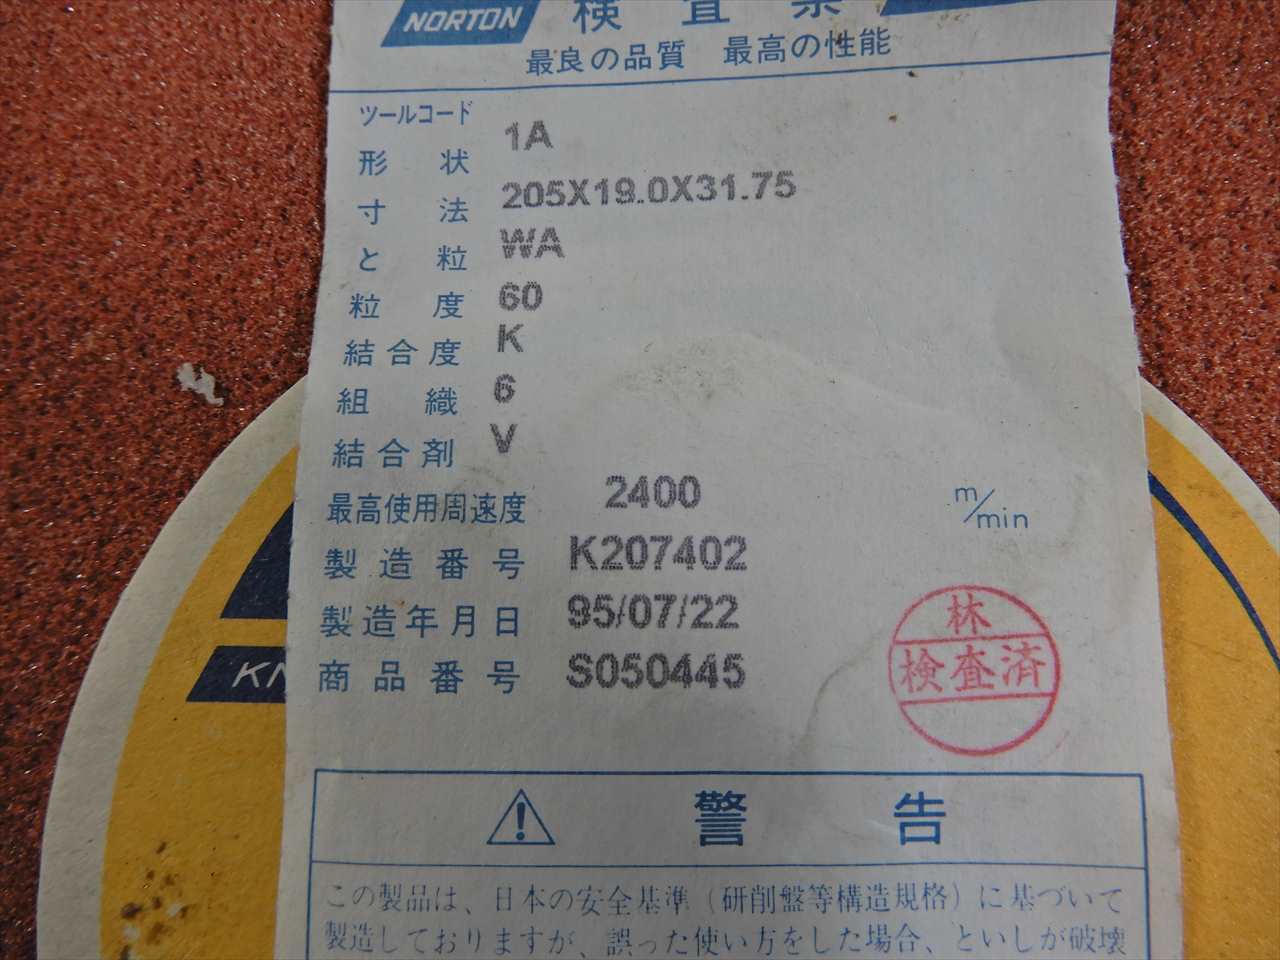 NORTON 検査票
最良の品質 最高の性能
ツールコード
形状 1A
寸法 205X19.0X31.75
と粒 WA
粒度 60
結合度 K
組織 6
結合剤 V
最高使用周速度 2400 m/min
製造番号 K207402
製造年月日 95/07/22
商品番号 S050445
林
検査済
KN
警告
この製品は、日本の安全基準(研削盤等構造規格)に基づいて
製造しておりますが、誤った使い方をした場合、といしが破壊